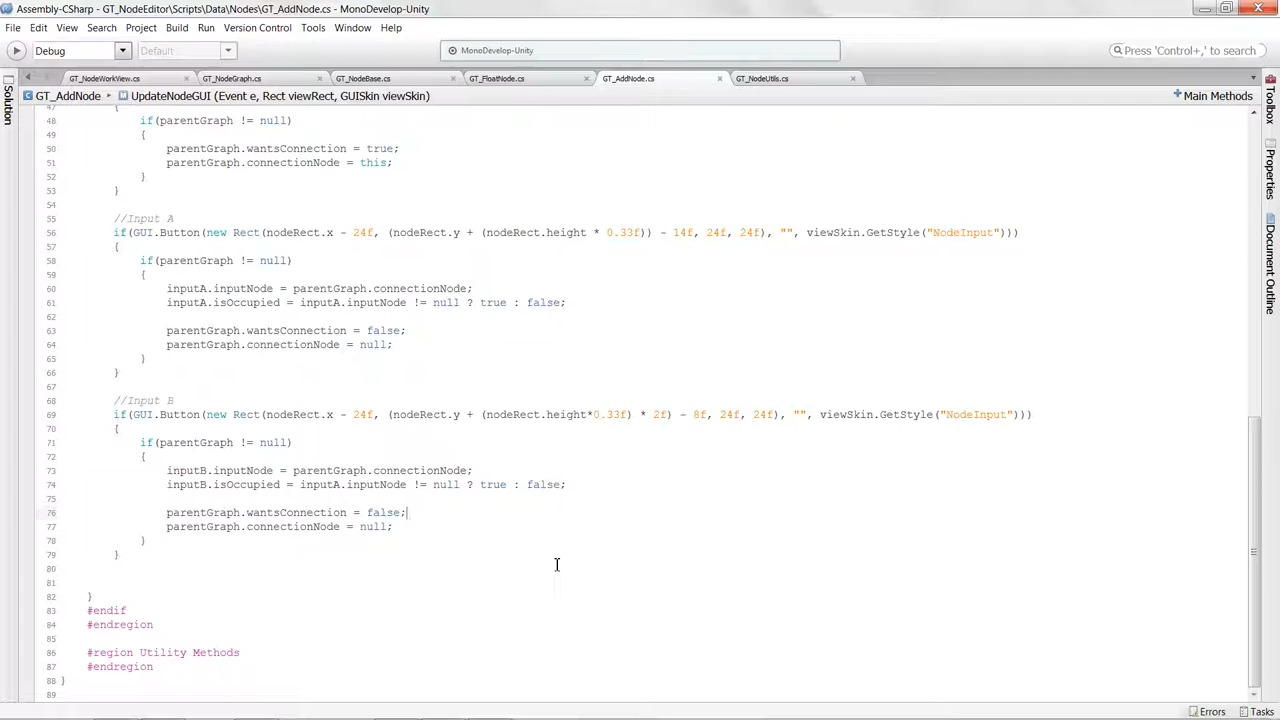 Assembly-CSharp - GT_NodeEditor\Scripts\Data\Nodes\GT_AddNode.cs - MonoDevelop-Unity
File Edit View Search Project Build Run Version Control Tools Window Help
Debug Default MonoDevelop-Unity Press 'Control+,' to search
GT_NodeWorkView.cs GT_NodeGraph.cs GT_NodeBase.cs GT_FloatNode.cs GT_AddNode.cs GT_NodeUtils.cs
GT_AddNode UpdateNodeGUI (Event e, Rect viewRect, GUISkin viewSkin) Main Methods
Solution
Toolbox
Properties
Document Outline
47 {
48 if(parentGraph != null)
49 {
50 parentGraph.wantsConnection = true;
51 parentGraph.connectionNode = this;
52 }
53 }
54
55 //Input A
56 if(GUI.Button(new Rect(nodeRect.x - 24f, (nodeRect.y + (nodeRect.height * 0.33f)) - 14f, 24f, 24f), "", viewSkin.GetStyle("NodeInput")))
57 {
58 if(parentGraph != null)
59 {
60 inputA.inputNode = parentGraph.connectionNode;
61 inputA.isOccupied = inputA.inputNode != null ? true : false;
62
63 parentGraph.wantsConnection = false;
64 parentGraph.connectionNode = null;
65 }
66 }
67
68 //Input B
69 if(GUI.Button(new Rect(nodeRect.x - 24f, (nodeRect.y + (nodeRect.height*0.33f) * 2f) - 8f, 24f, 24f), "", viewSkin.GetStyle("NodeInput")))
70 {
71 if(parentGraph != null)
72 {
73 inputB.inputNode = parentGraph.connectionNode;
74 inputB.isOccupied = inputA.inputNode != null ? true : false;
75
76 parentGraph.wantsConnection = false;
77 parentGraph.connectionNode = null;
78 }
79 }
80
81
82 }
83 #endif
84 #endregion
85
86 #region Utility Methods
87 #endregion
88 }
89
Errors Tasks